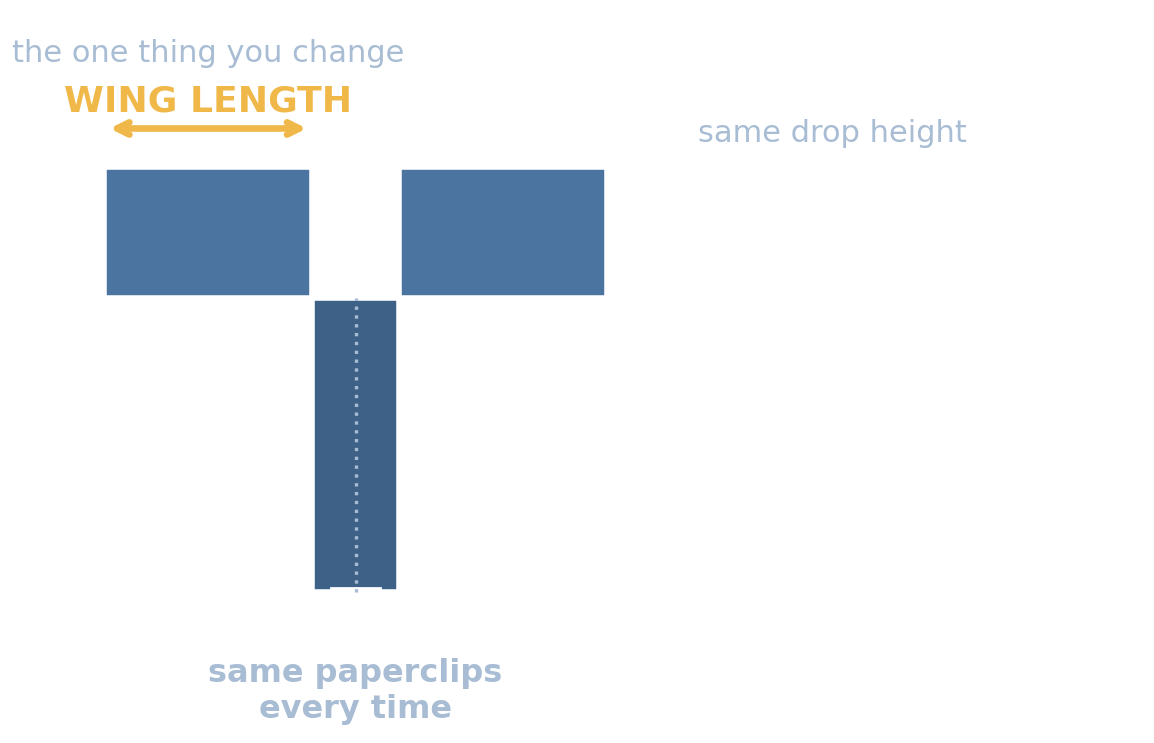 the one thing you change
WING LENGTH
same drop height
same paperclips
every time